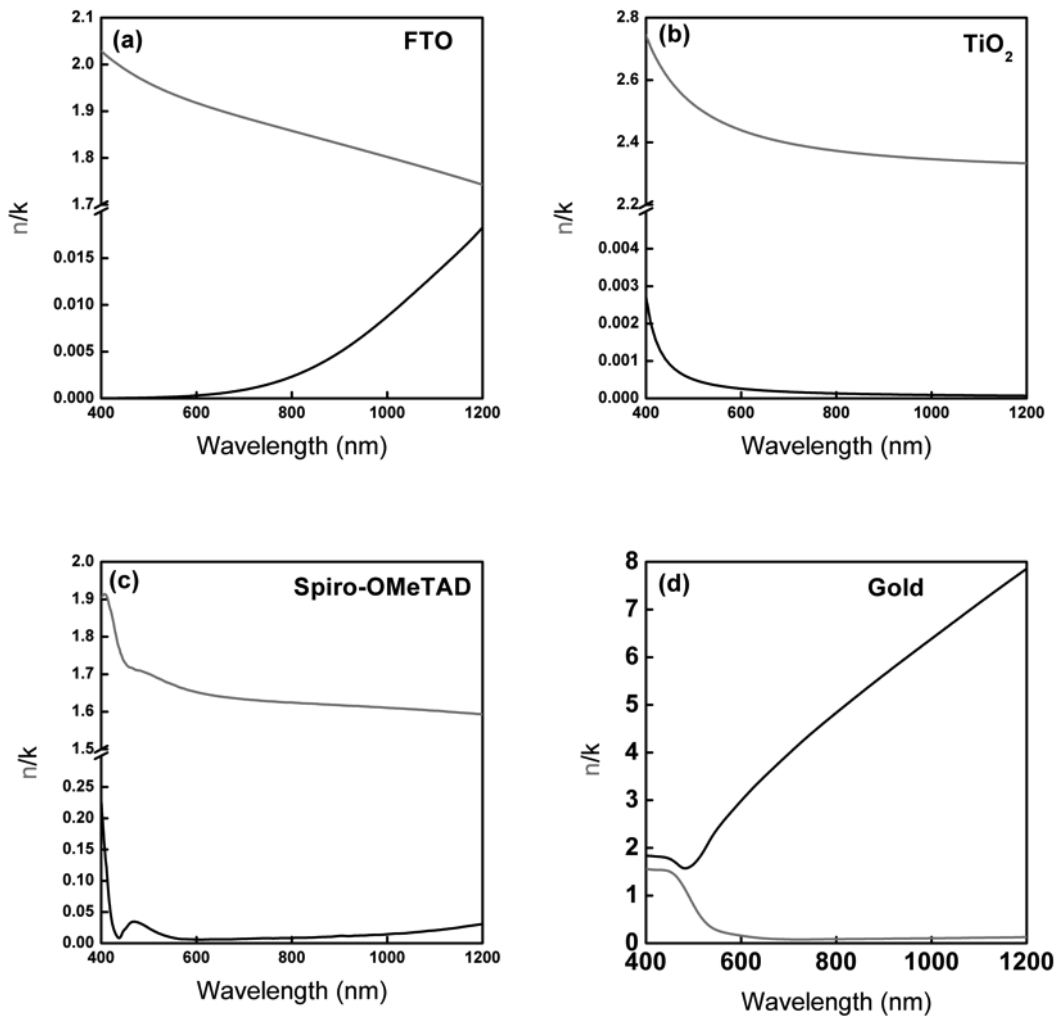 (a) FTO
2.1
2.0
1.9
1.8
1.7
0.015
0.010
0.005
0.000
n/k
400 600 800 1000 1200
Wavelength (nm)
(b) TiO₂
2.8
2.6
2.4
2.2
0.004
0.003
0.002
0.001
0.000
n/k
400 600 800 1000 1200
Wavelength (nm)
(c) Spiro-OMeTAD
2.0
1.9
1.8
1.7
1.6
1.5
0.25
0.20
0.15
0.10
0.05
0.00
n/k
400 600 800 1000 1200
Wavelength (nm)
(d) Gold
8
7
6
5
4
3
2
1
0
n/k
400 600 800 1000 1200
Wavelength (nm)